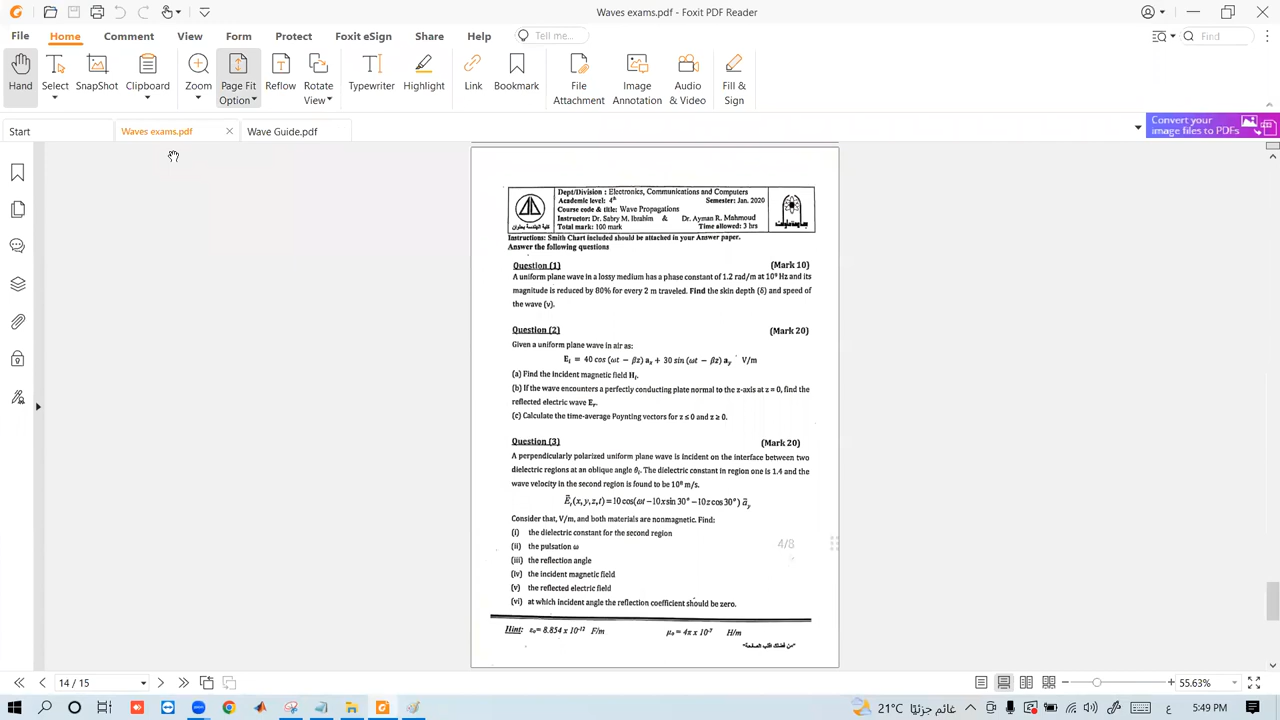 Waves exams.pdf - Foxit PDF Reader
File Home Comment View Form Protect Foxit eSign Share Help Tell me... Find
Hand Select SnapShot Clipboard Zoom Page Fit Option Reflow Rotate View Typewriter Highlight Link Bookmark File Attachment Image Annotation Audio & Video Fill & Sign
Start Waves exams.pdf Wave Guide.pdf
Convert your
image files to PDFs
Dept/Division : Electronics, Communications and Computers
Academic level: 4th Semester: Jan. 2020
Course code & title: Wave Propagations
Instructor: Dr. Sabry M. Ibrahim & Dr. Ayman R. Mahmoud
Total mark: 100 mark Time allowed: 3 hrs
كلية الهندسة بحلوان
Instructions: Smith Chart included should be attached in your Answer paper.
Answer the following questions
Question (1) (Mark 10)
A uniform plane wave in a lossy medium has a phase constant of 1.2 rad/m at 10⁹ Hz and its
magnitude is reduced by 80% for every 2 m traveled. Find the skin depth (δ) and speed of
the wave (v).
Question (2) (Mark 20)
Given a uniform plane wave in air as:
Eᵢ = 40 cos (ωt − βz) aₓ + 30 sin (ωt − βz) a_y V/m
(a) Find the incident magnetic field Hᵢ.
(b) If the wave encounters a perfectly conducting plate normal to the z-axis at z = 0, find the
reflected electric wave Eᵣ.
(c) Calculate the time-average Poynting vectors for z ≤ 0 and z ≥ 0.
Question (3) (Mark 20)
A perpendicularly polarized uniform plane wave is incident on the interface between two
dielectric regions at an oblique angle θᵢ. The dielectric constant in region one is 1.4 and the
wave velocity in the second region is found to be 10⁸ m/s.
(x,y,z,t) = 10 cos(ωt −10x sin 30° −10z cos 30°) a_y
Consider that, V/m, and both materials are nonmagnetic. Find:
(i) the dielectric constant for the second region
(ii) the pulsation ω
(iii) the reflection angle
(iv) the incident magnetic field
(v) the reflected electric field
(vi) at which incident angle the reflection coefficient should be zero.
4/8
Hint: ε₀= 8.854 x 10⁻¹² F/m μ₀ = 4π x 10⁻⁷ H/m
"من فضلك اقلب الصفحة"
14 / 15 55.63%
21°C غائم جزئيا 5:49 PM